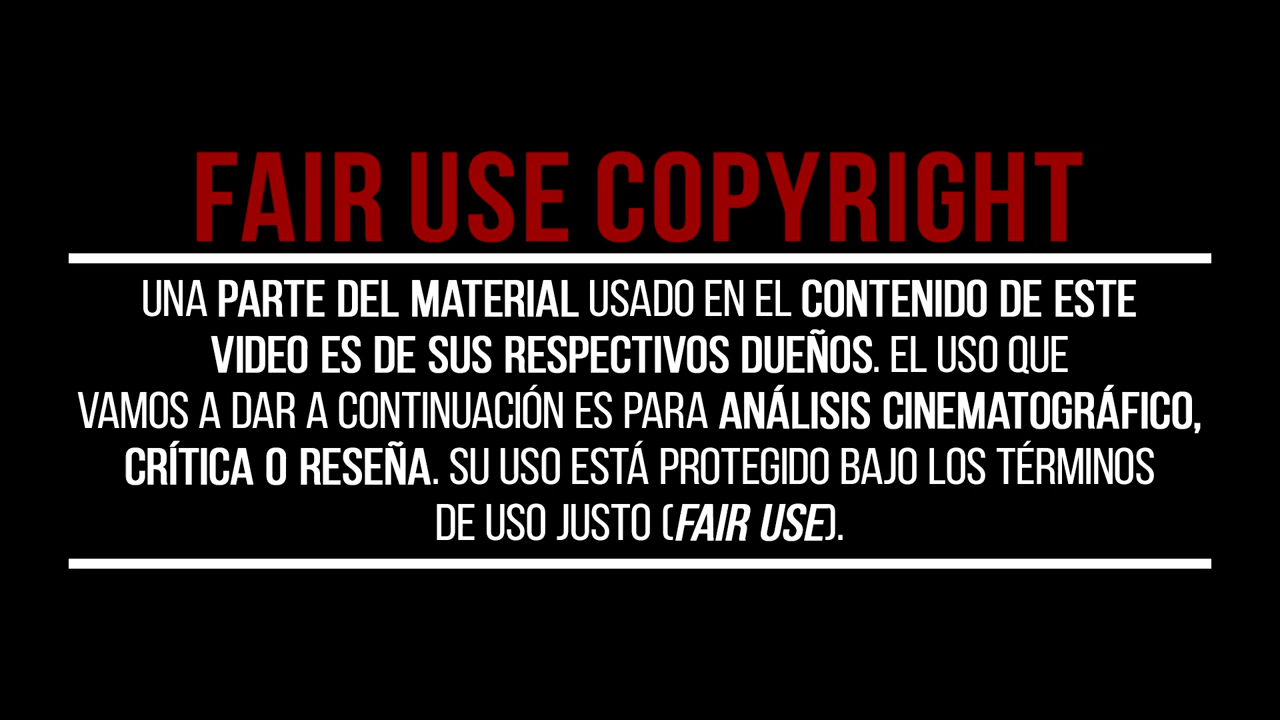 FAIR USE COPYRIGHT
UNA PARTE DEL MATERIAL USADO EN EL CONTENIDO DE ESTE
VIDEO ES DE SUS RESPECTIVOS DUEÑOS. EL USO QUE
VAMOS A DAR A CONTINUACIÓN ES PARA ANÁLISIS CINEMATOGRÁFICO,
CRÍTICA O RESEÑA. SU USO ESTÁ PROTEGIDO BAJO LOS TÉRMINOS
DE USO JUSTO (FAIR USE).